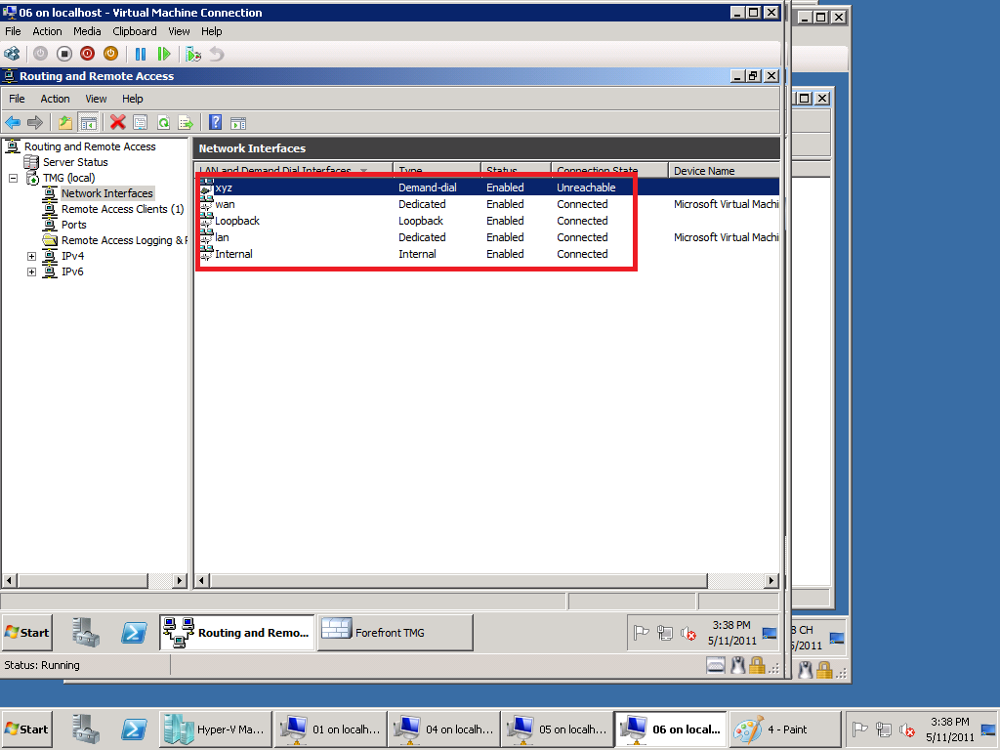 06 on localhost - Virtual Machine Connection
File Action Media Clipboard View Help
Routing and Remote Access
File Action View Help
Routing and Remote Access
Server Status
TMG (local)
Network Interfaces
Remote Access Clients (1)
Ports
Remote Access Logging &
IPv4
IPv6
Network Interfaces
LAN and Demand Dial Interfaces Type Status Connection State Device Name
xyz Demand-dial Enabled Unreachable
wan Dedicated Enabled Connected Microsoft Virtual Machi
Loopback Loopback Enabled Connected
lan Dedicated Enabled Connected Microsoft Virtual Machi
Internal Internal Enabled Connected
Start Routing and Remo... Forefront TMG 3:38 PM
5/11/2011
CH
/2011
Status: Running
Start Hyper-V Ma... 01 on localh... 04 on localh... 05 on localh... 06 on local... 4 - Paint 3:38 PM
5/11/2011